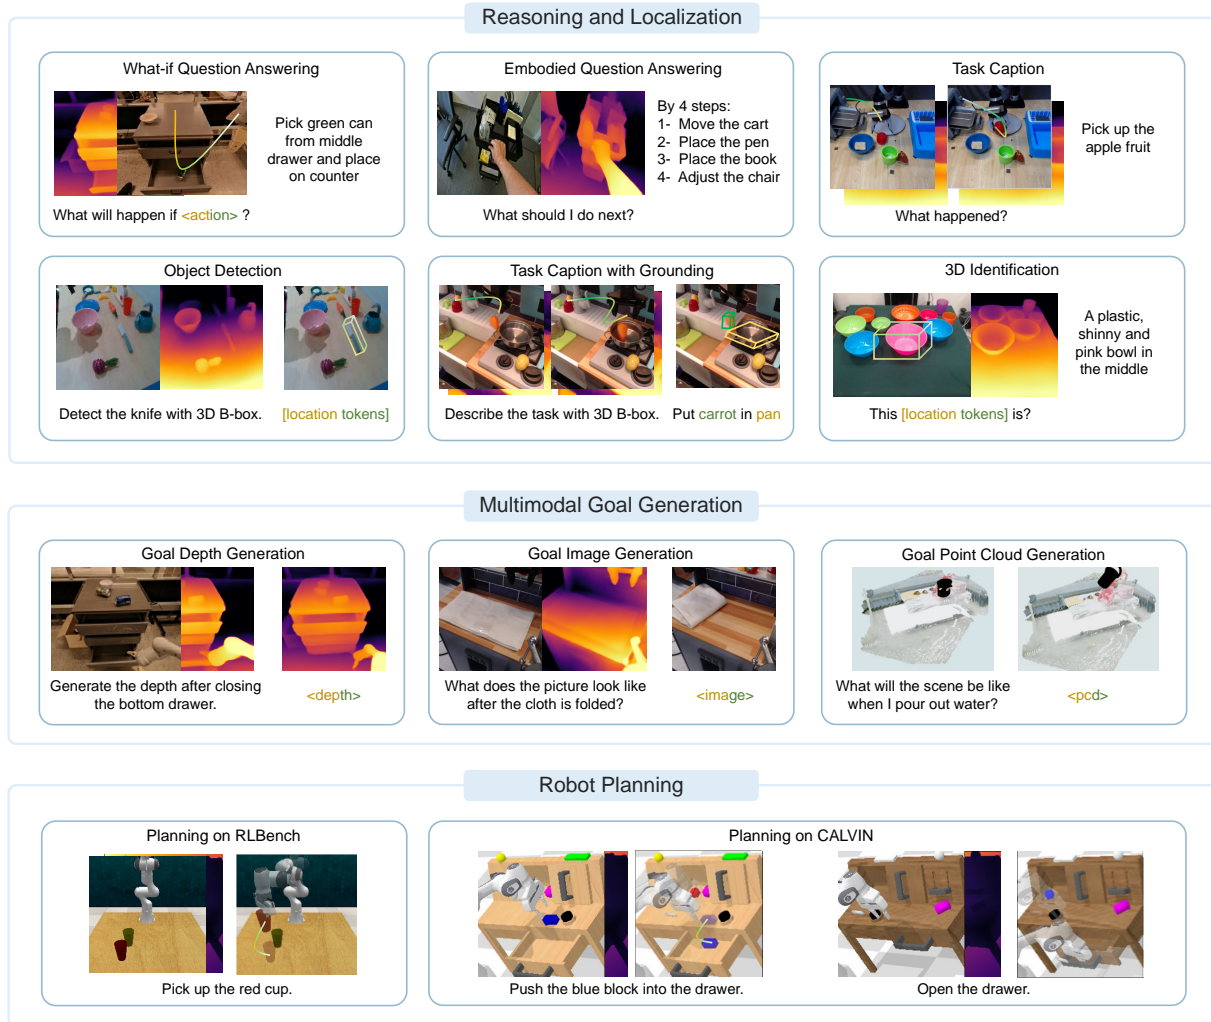 Reasoning and Localization
What-if Question Answering
Pick green can
from middle
drawer and place
on counter
What will happen if <action> ?
Embodied Question Answering
By 4 steps:
1- Move the cart
2- Place the pen
3- Place the book
4- Adjust the chair
What should I do next?
Task Caption
Pick up the
apple fruit
What happened?
Object Detection
Detect the knife with 3D B-box.
[location tokens]
Task Caption with Grounding
Describe the task with 3D B-box.
Put carrot in pan
3D Identification
A plastic,
shinny and
pink bowl in
the middle
This [location tokens] is?
Multimodal Goal Generation
Goal Depth Generation
Generate the depth after closing
the bottom drawer.
<depth>
Goal Image Generation
What does the picture look like
after the cloth is folded?
<image>
Goal Point Cloud Generation
What will the scene be like
when I pour out water?
<pcd>
Robot Planning
Planning on RLBench
Pick up the red cup.
Planning on CALVIN
Push the blue block into the drawer.
Open the drawer.